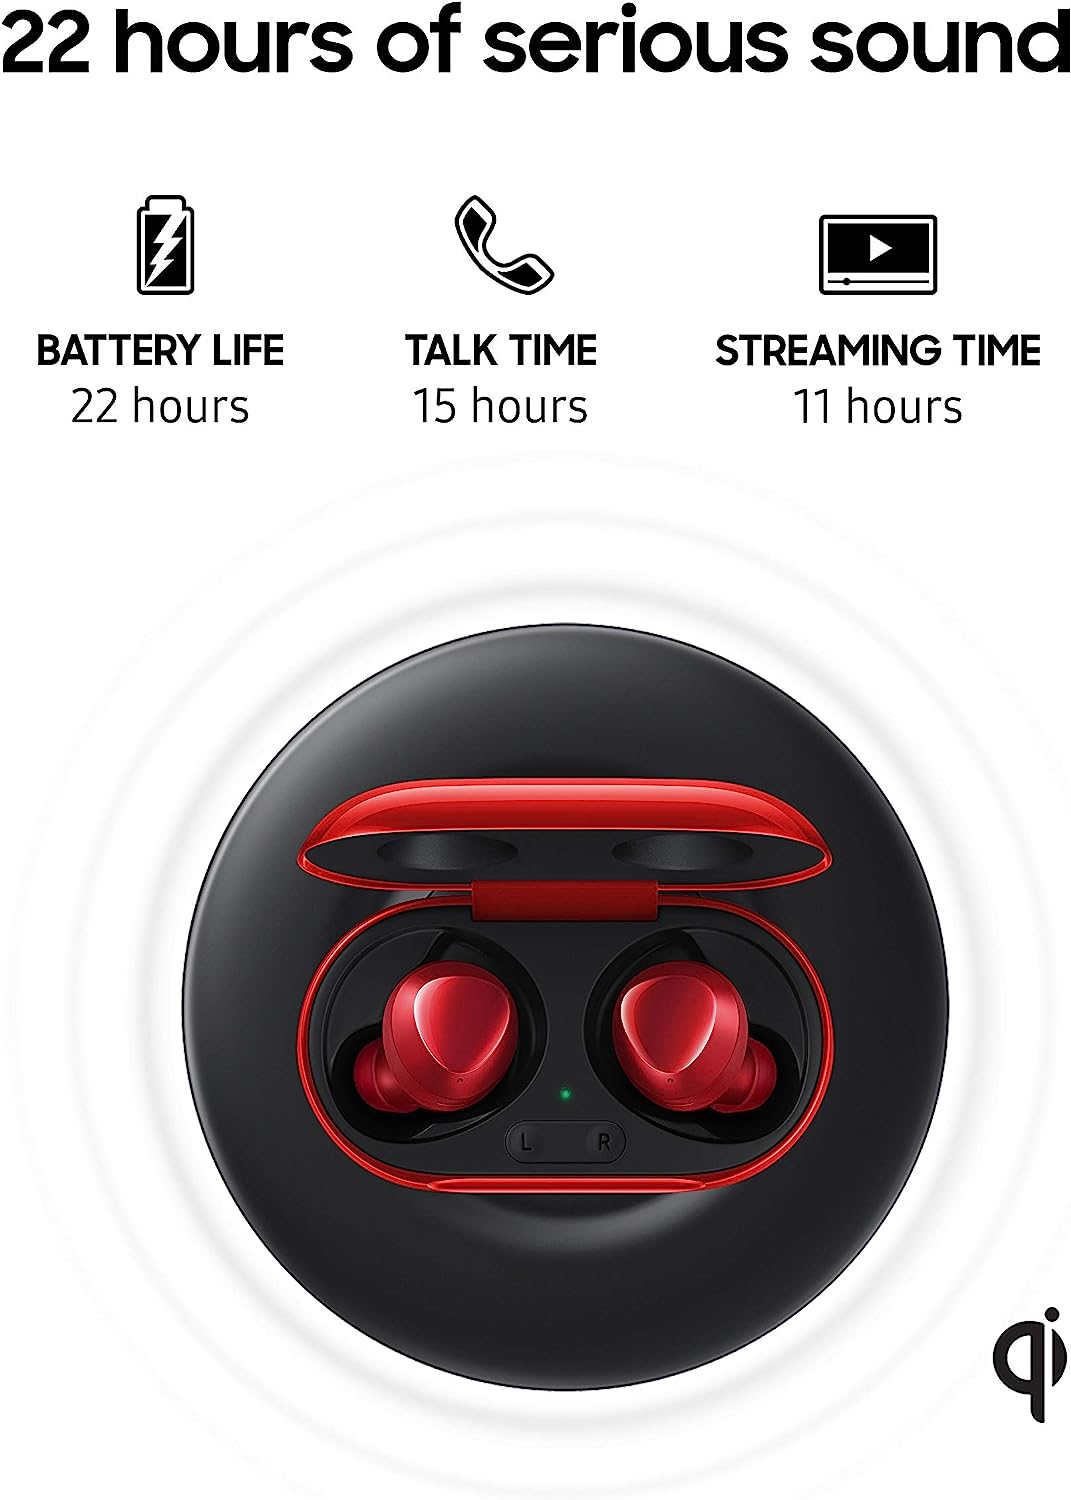 22 hours of serious sound
BATTERY LIFE
22 hours
TALK TIME
15 hours
STREAMING TIME
11 hours
L R
qi